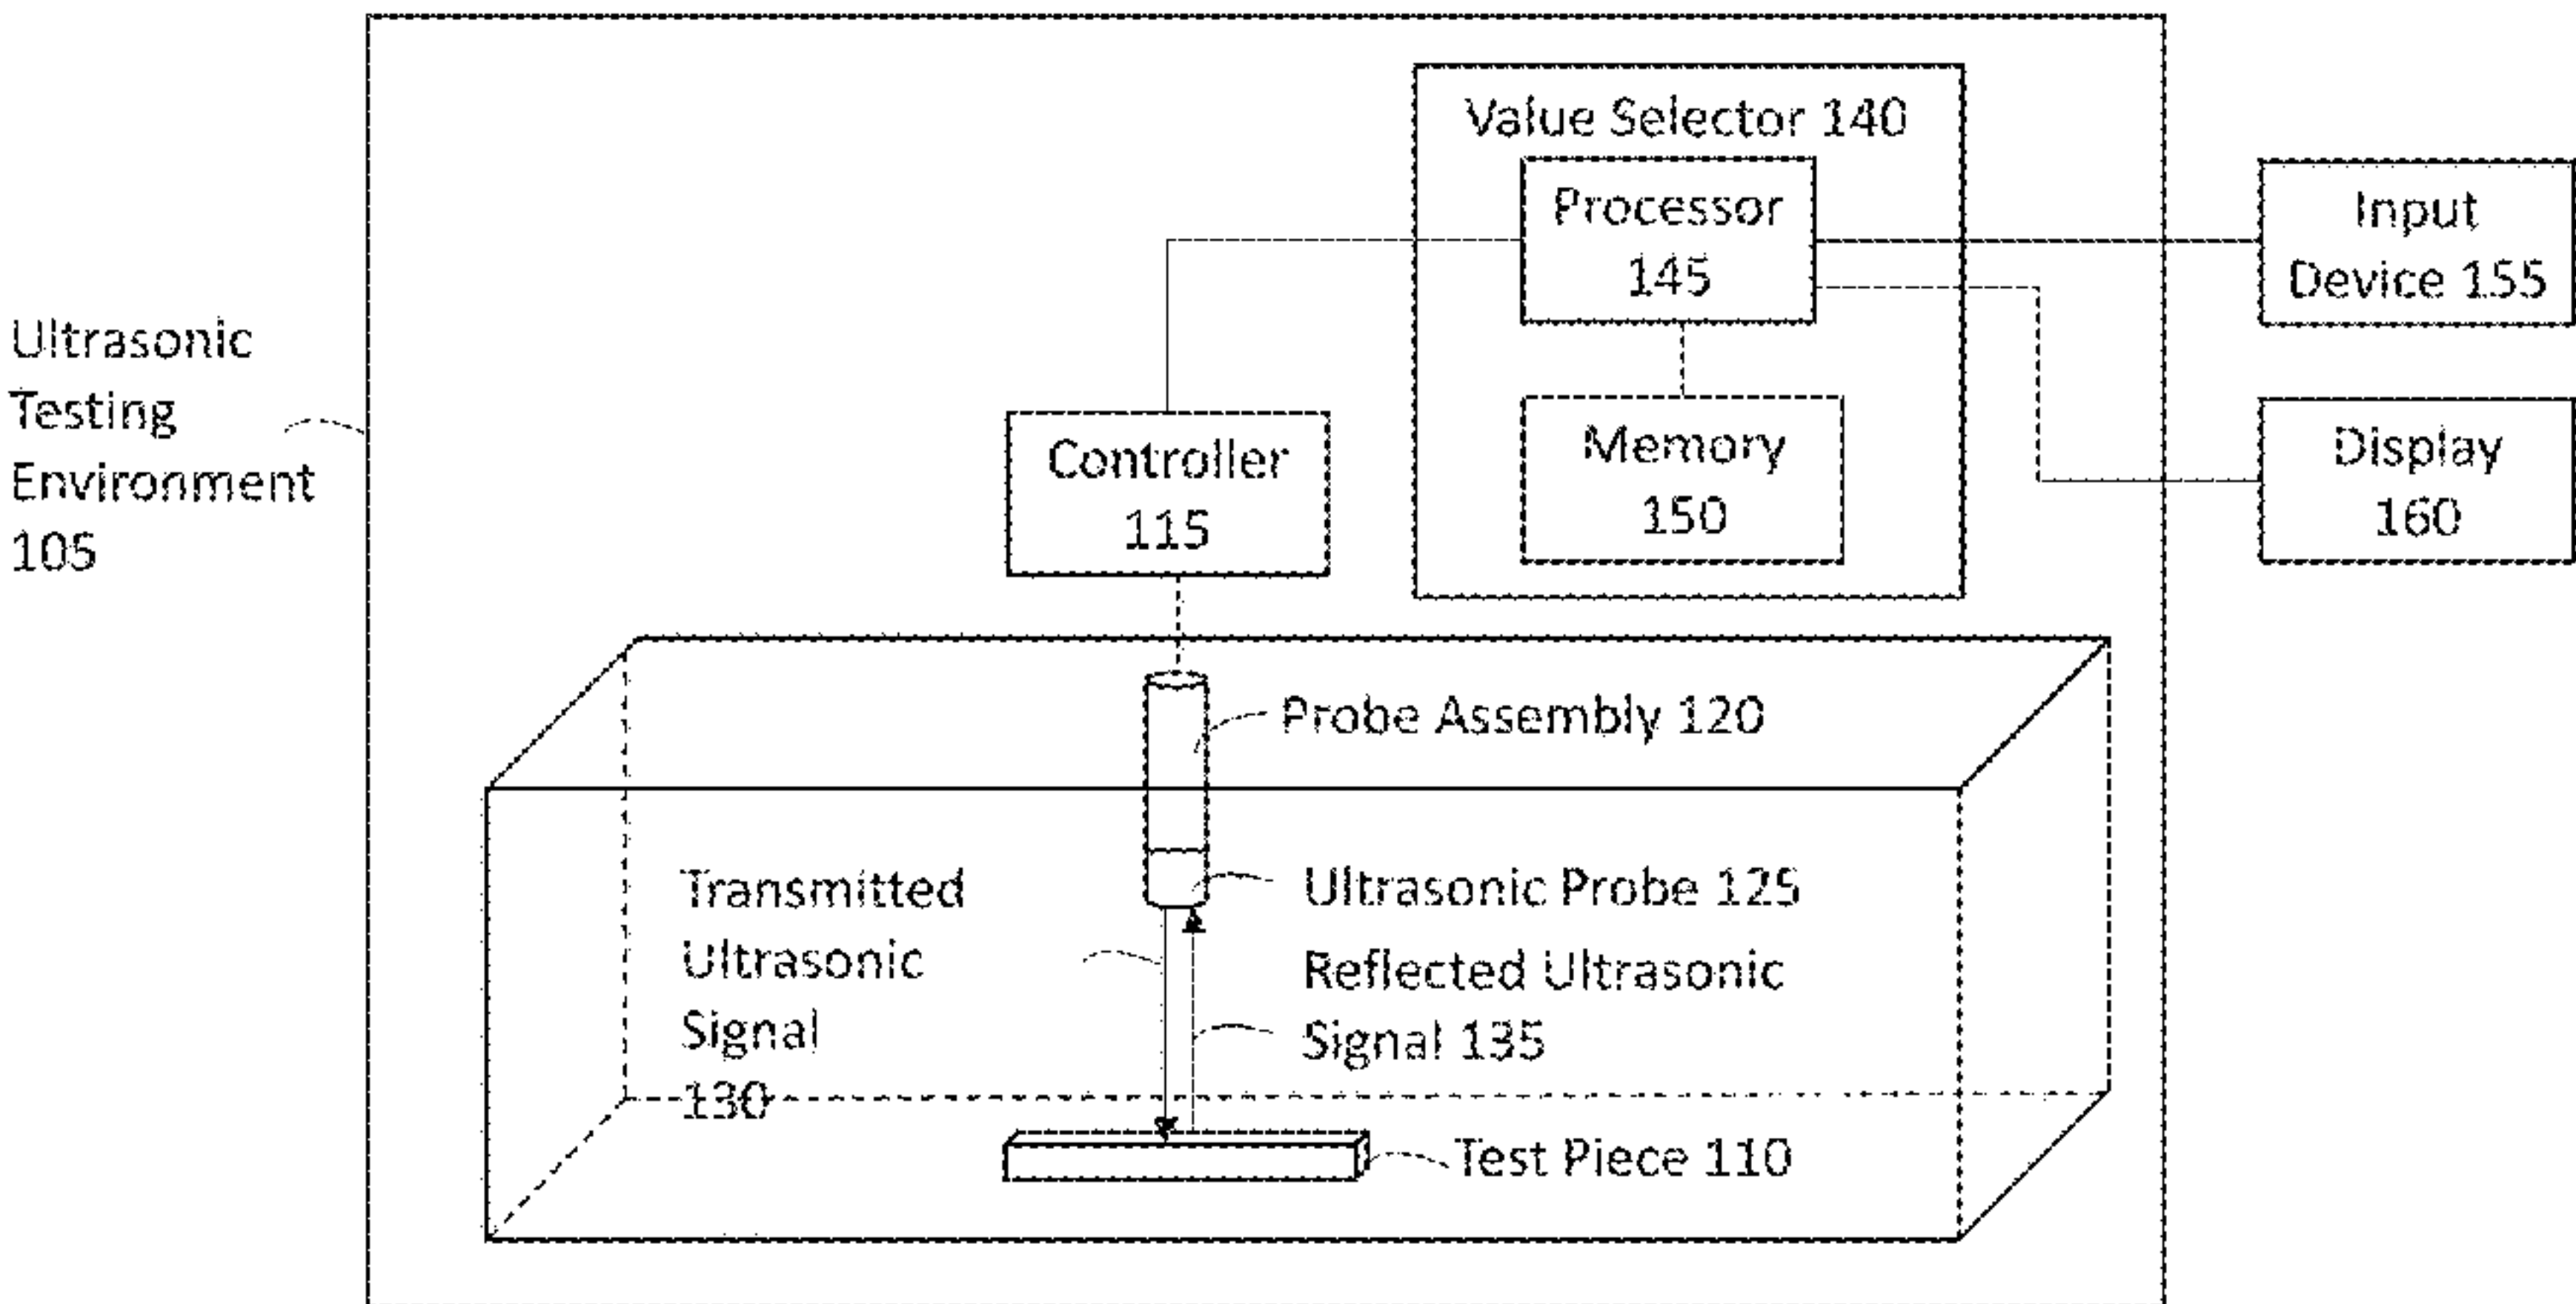 Value Selector 140
Processor
145
Input
Device 155
Ultrasonic
Testing
Environment
105
Controller
115
Memory
150
Display
160
Probe Assembly 120
Transmitted
Ultrasonic
Signal
130
Ultrasonic Probe 125
Reflected Ultrasonic
Signal 135
Test Piece 110